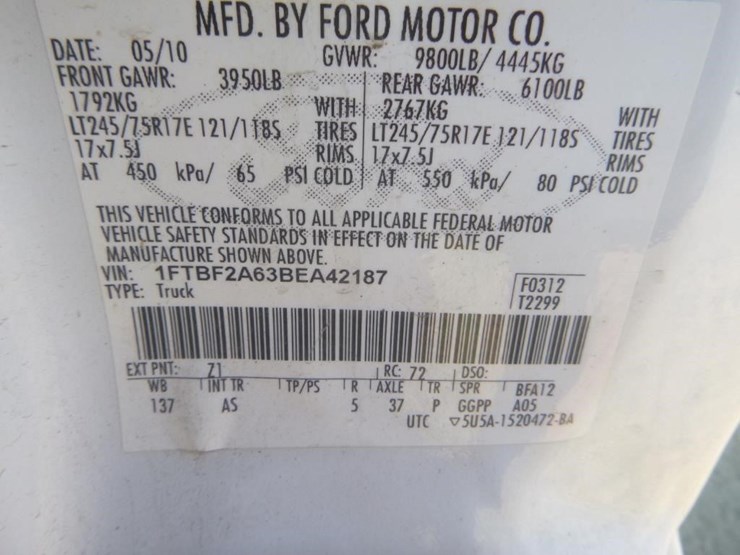 MFD. BY FORD MOTOR CO.
DATE: 05/10 GVWR: 9800LB/ 4445KG
FRONT GAWR: 3950LB REAR GAWR: 6100LB
1792KG WITH 2767KG WITH
LT245/75R17E 121/118S TIRES LT245/75R17E 121/118S TIRES
17x7.5J RIMS 17x7.5J RIMS
AT 450 kPa/ 65 PSI COLD AT 550 kPa/ 80 PSI COLD
THIS VEHICLE CONFORMS TO ALL APPLICABLE FEDERAL MOTOR
VEHICLE SAFETY STANDARDS IN EFFECT ON THE DATE OF
MANUFACTURE SHOWN ABOVE.
VIN: 1FTBF2A63BEA42187 F0312
TYPE: Truck T2299
EXT PNT: Z1 RC: 72 DSO:
WB INT TR TP/PS R AXLE TR SPR BFA12
137 AS 5 37 P GGPP A05
UTC ▽5U5A-1520472-BA